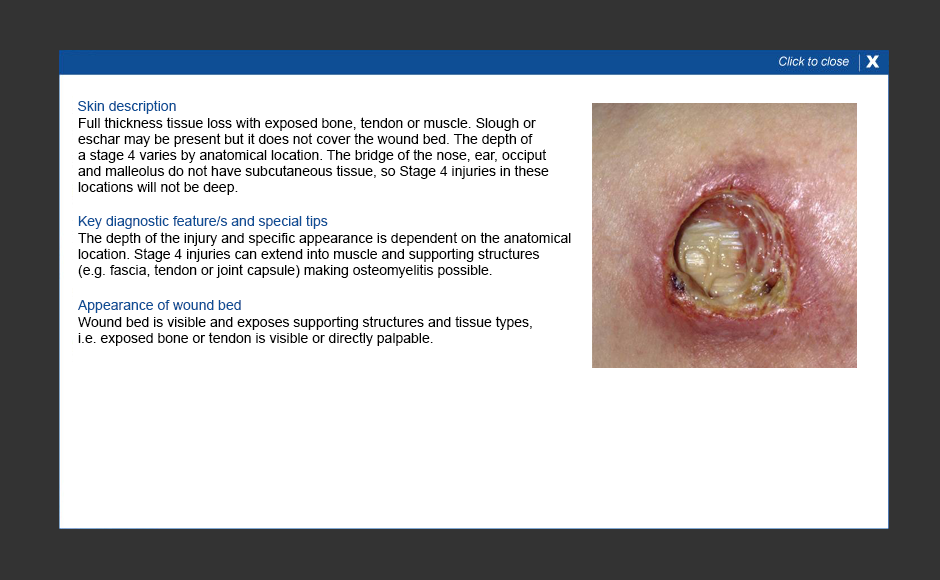 Click to close X
Skin description
Full thickness tissue loss with exposed bone, tendon or muscle. Slough or
eschar may be present but it does not cover the wound bed. The depth of
a stage 4 varies by anatomical location. The bridge of the nose, ear, occiput
and malleolus do not have subcutaneous tissue, so Stage 4 injuries in these
locations will not be deep.
Key diagnostic feature/s and special tips
The depth of the injury and specific appearance is dependent on the anatomical
location. Stage 4 injuries can extend into muscle and supporting structures
(e.g. fascia, tendon or joint capsule) making osteomyelitis possible.
Appearance of wound bed
Wound bed is visible and exposes supporting structures and tissue types,
i.e. exposed bone or tendon is visible or directly palpable.